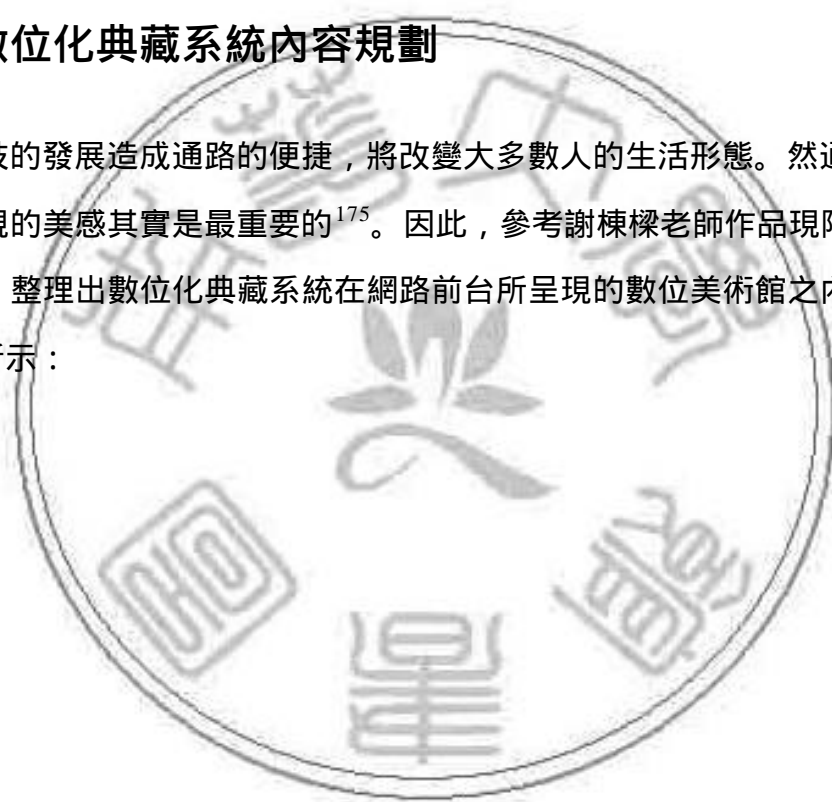 位化典藏系統內容規劃
的發展造成通路的便捷，將改變大多數人的生活形態。然
的美感其實是最重要的175。因此，參考謝棟樑老師作品現
整理出數位化典藏系統在網路前台所呈現的數位美術館之
示：